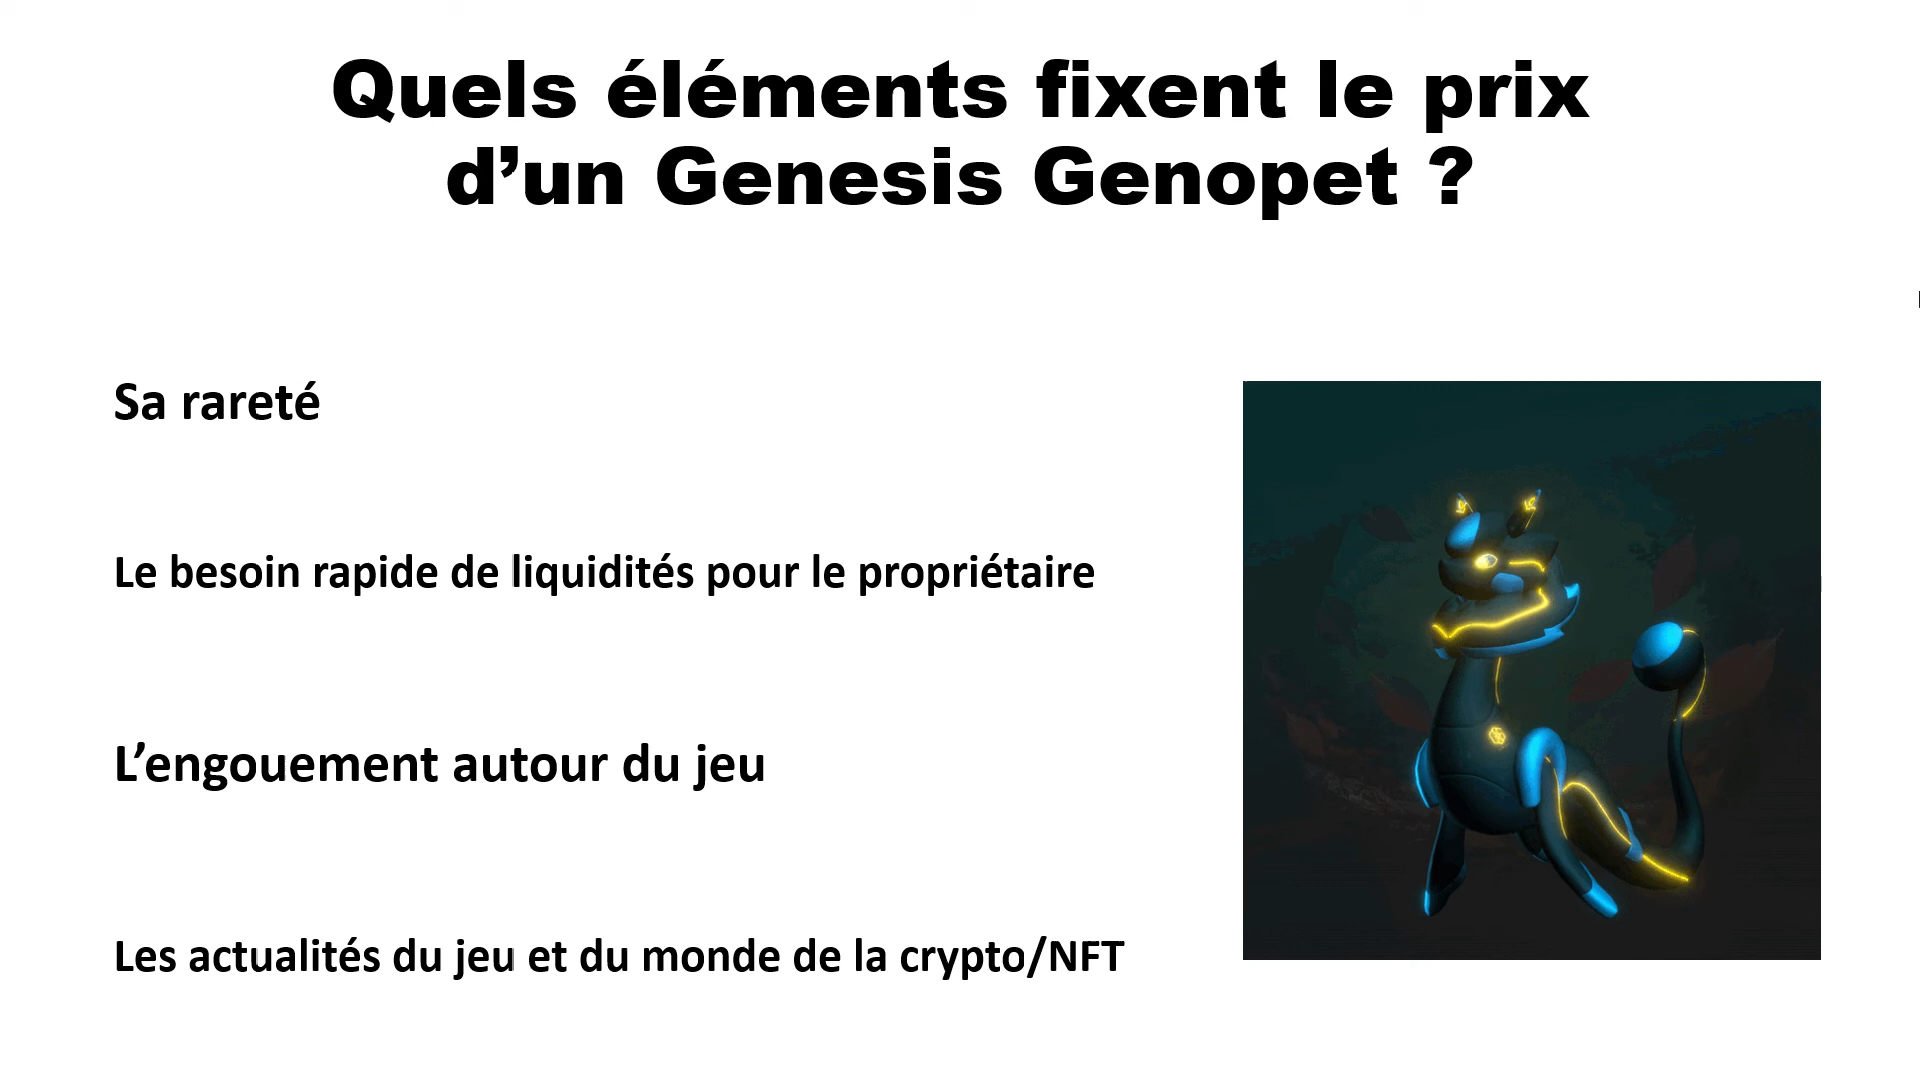 Quels éléments fixent le prix
d’un Genesis Genopet ?
Sa rareté
Le besoin rapide de liquidités pour le propriétaire
L’engouement autour du jeu
Les actualités du jeu et du monde de la crypto/NFT